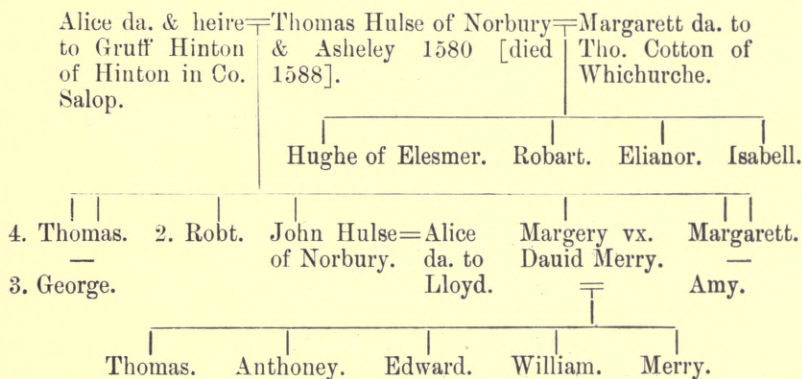 Alice da. & heire
to Gruff Hinton
of Hinton in Co.
Salop.
Thomas Hulse of Norbury
& Asheley 1580 [died
1588].
Margarett da. to
Tho. Cotton of
Whichurche.
Hughe of Elesmer. Robart. Elianor. Isabell.
4. Thomas.
—
3. George.
2. Robt.
John Hulse=Alice
of Norbury. da. to
Lloyd.
Margery vx.
Dauid Merry.
Margarett.
—
Amy.
Thomas. Anthoney. Edward. William. Merry.